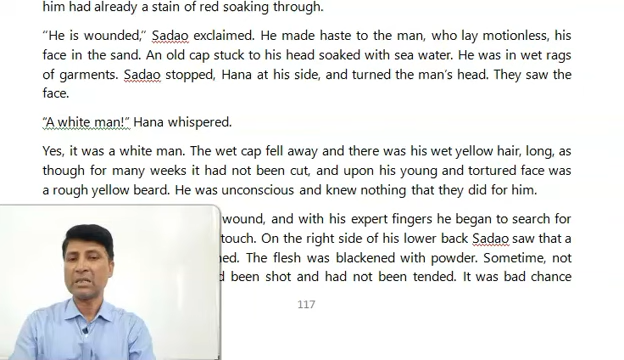 him had already a stain of red soaking through.
“He is wounded,” Sadao exclaimed. He made haste to the man, who lay motionless, his
face in the sand. An old cap stuck to his head soaked with sea water. He was in wet rags
of garments. Sadao stopped, Hana at his side, and turned the man’s head. They saw the
face.
“A white man!” Hana whispered.
Yes, it was a white man. The wet cap fell away and there was his wet yellow hair, long, as
though for many weeks it had not been cut, and upon his young and tortured face was
a rough yellow beard. He was unconscious and knew nothing that they did for him.
wound, and with his expert fingers he began to search for
touch. On the right side of his lower back Sadao saw that a
The flesh was blackened with powder. Sometime, not
been shot and had not been tended. It was bad chance
117